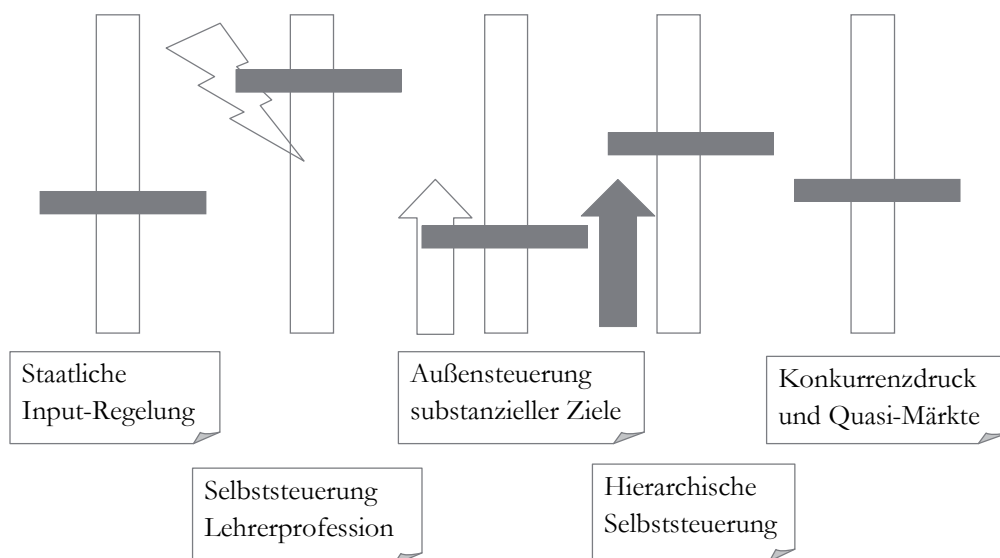 Staatliche
Input-Regelung
Außensteuerung
substanzieller Ziele
Konkurrenzdruck
und Quasi-Märkte
Selbststeuerung
Lehrerprofession
Hierarchische
Selbststeuerung